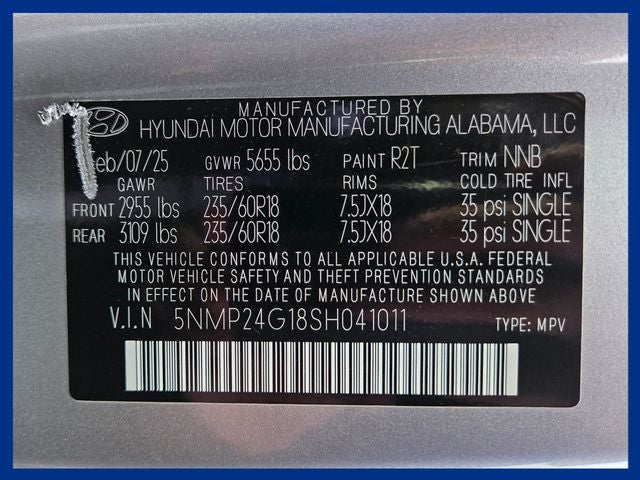 MANUFACTURED BY
HYUNDAI MOTOR MANUFACTURING ALABAMA, LLC
eb/07/25 GVWR 5655 lbs PAINT R2T TRIM NNB
GAWR TIRES RIMS COLD TIRE INFL
FRONT 2955 lbs 235/60R18 7.5JX18 35 psi SINGLE
REAR 3109 lbs 235/60R18 7.5JX18 35 psi SINGLE
THIS VEHICLE CONFORMS TO ALL APPLICABLE U.S.A. FEDERAL
MOTOR VEHICLE SAFETY AND THEFT PREVENTION STANDARDS
IN EFFECT ON THE DATE OF MANUFACTURE SHOWN ABOVE.
V.I.N 5NMP24G18SH041011 TYPE: MPV